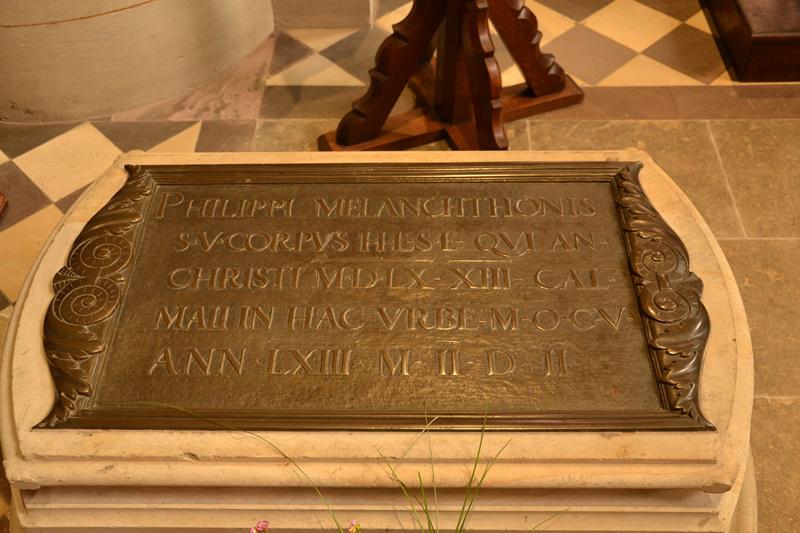 PHILIPPI MELANCHTHONIS
S·V·CORPVS H·E·S·E· QVI AN-
CHRISTI M·D·LX·XIII· CAL·
MAII IN HAC VRBE·M·O·C·V·
ANN·LXIII·M·II·D·II